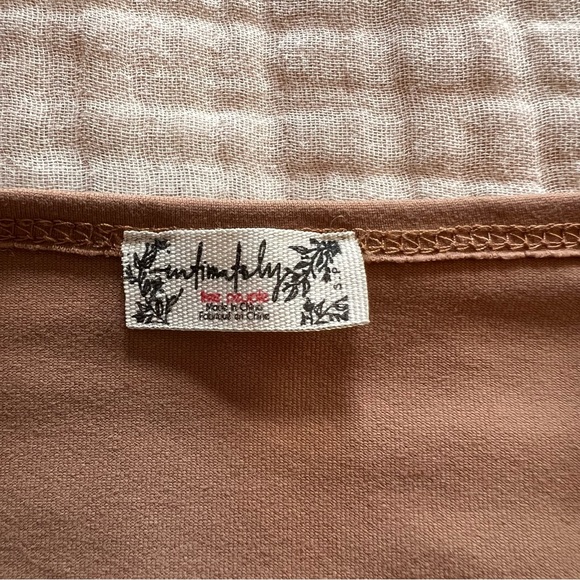 intimately
free people
Made in China
Fabriqué en Chine
S P